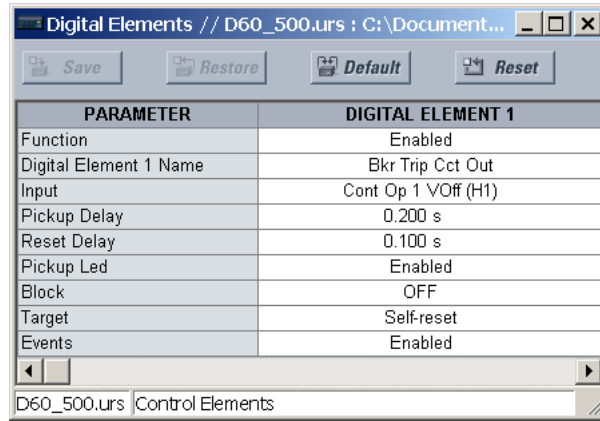 Digital Elements // D60_500.urs : C:\Document...
Save Restore Default Reset
PARAMETER DIGITAL ELEMENT 1
Function Enabled
Digital Element 1 Name Bkr Trip Cct Out
Input Cont Op 1 VOff (H1)
Pickup Delay 0.200 s
Reset Delay 0.100 s
Pickup Led Enabled
Block OFF
Target Self-reset
Events Enabled
D60_500.urs Control Elements